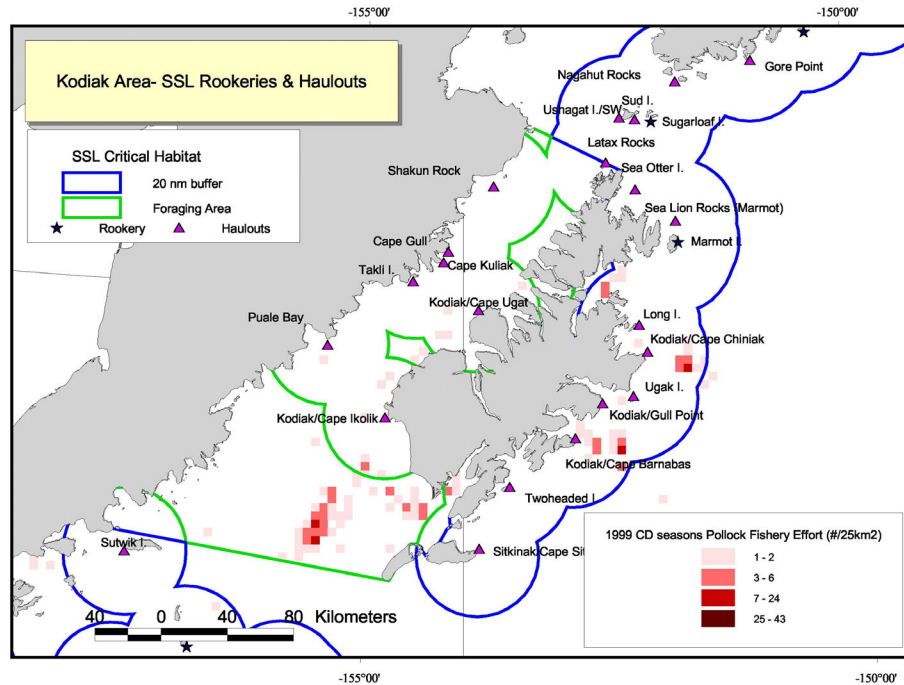 -155°00'
-150°00'
Kodiak Area- SSL Rookeries & Haulouts
SSL Critical Habitat
20 nm buffer
Foraging Area
Rookery
Haulouts
Gore Point
Nagahut Rocks
Sud I.
Ushagat I./SW
Sugarloaf I.
Latax Rocks
Sea Otter I.
Shakun Rock
Sea Lion Rocks (Marmot)
Marmot I.
Cape Gull
Cape Kuliak
Takli I.
Kodiak/Cape Ugat
Puale Bay
Long I.
Kodiak/Cape Chiniak
Ugak I.
Kodiak/Gull Point
Kodiak/Cape Ikolik
Kodiak/Cape Barnabas
Twoheaded I.
Sutwik I.
Sitkinak/Cape Sit
1999 CD seasons Pollock Fishery Effort (#/25km2)
1 - 2
3 - 6
7 - 24
25 - 43
40 0 40 80 Kilometers
-155°00'
-150°00'